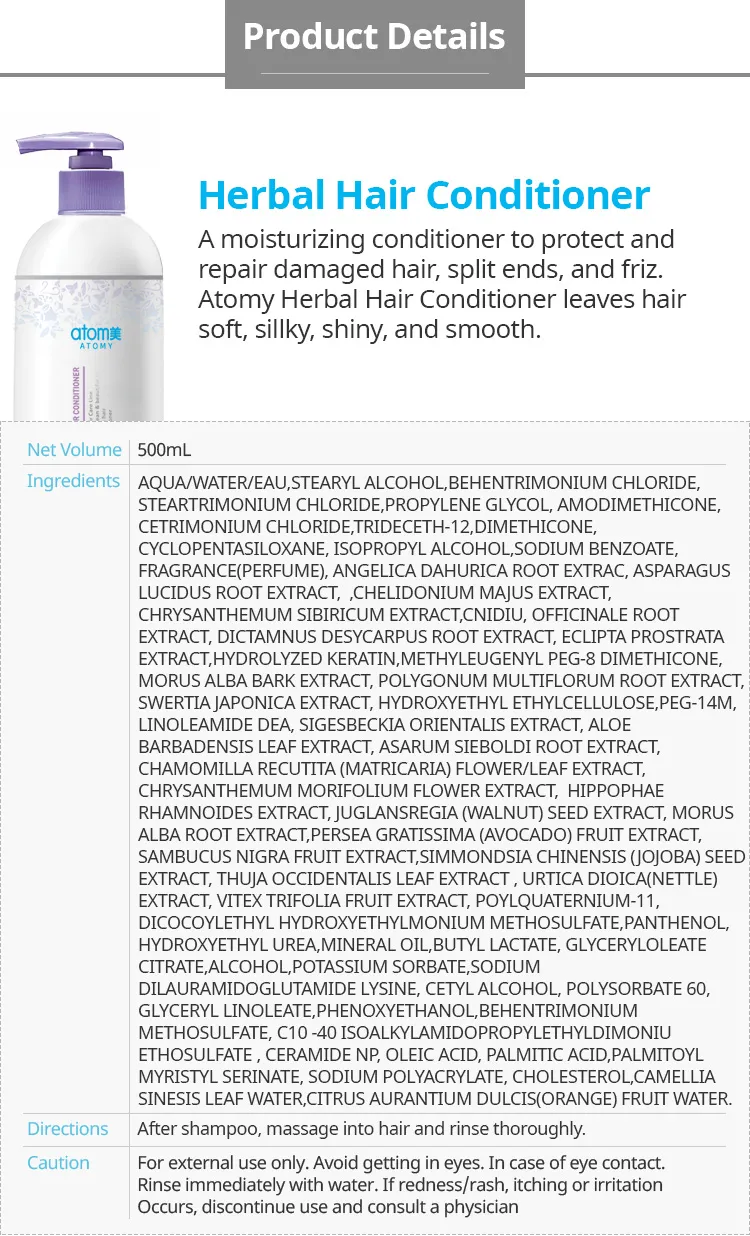 Product Details
Herbal Hair Conditioner
A moisturizing conditioner to protect and
repair damaged hair, split ends, and friz.
Atomy Herbal Hair Conditioner leaves hair
soft, sillky, shiny, and smooth.
atom美
ATOMY
R CONDITIONER
Net Volume 500mL
Ingredients AQUA/WATER/EAU,STEARYL ALCOHOL,BEHENTRIMONIUM CHLORIDE,
STEARTRIMONIUM CHLORIDE,PROPYLENE GLYCOL, AMODIMETHICONE,
CETRIMONIUM CHLORIDE,TRIDECETH-12,DIMETHICONE,
CYCLOPENTASILOXANE, ISOPROPYL ALCOHOL,SODIUM BENZOATE,
FRAGRANCE(PERFUME), ANGELICA DAHURICA ROOT EXTRAC, ASPARAGUS
LUCIDUS ROOT EXTRACT,  ,CHELIDONIUM MAJUS EXTRACT,
CHRYSANTHEMUM SIBIRICUM EXTRACT,CNIDIU, OFFICINALE ROOT
EXTRACT, DICTAMNUS DESYCARPUS ROOT EXTRACT, ECLIPTA PROSTRATA
EXTRACT,HYDROLYZED KERATIN,METHYLEUGENYL PEG-8 DIMETHICONE,
MORUS ALBA BARK EXTRACT, POLYGONUM MULTIFLORUM ROOT EXTRACT,
SWERTIA JAPONICA EXTRACT, HYDROXYETHYL ETHYLCELLULOSE,PEG-14M,
LINOLEAMIDE DEA, SIGESBECKIA ORIENTALIS EXTRACT, ALOE
BARBADENSIS LEAF EXTRACT, ASARUM SIEBOLDI ROOT EXTRACT,
CHAMOMILLA RECUTITA (MATRICARIA) FLOWER/LEAF EXTRACT,
CHRYSANTHEMUM MORIFOLIUM FLOWER EXTRACT,  HIPPOPHAE
RHAMNOIDES EXTRACT, JUGLANSREGIA (WALNUT) SEED EXTRACT, MORUS
ALBA ROOT EXTRACT,PERSEA GRATISSIMA (AVOCADO) FRUIT EXTRACT,
SAMBUCUS NIGRA FRUIT EXTRACT,SIMMONDSIA CHINENSIS (JOJOBA) SEED
EXTRACT, THUJA OCCIDENTALIS LEAF EXTRACT , URTICA DIOICA(NETTLE)
EXTRACT, VITEX TRIFOLIA FRUIT EXTRACT, POYLQUATERNIUM-11,
DICOCOYLETHYL HYDROXYETHYLMONIUM METHOSULFATE,PANTHENOL,
HYDROXYETHYL UREA,MINERAL OIL,BUTYL LACTATE, GLYCERYLOLEATE
CITRATE,ALCOHOL,POTASSIUM SORBATE,SODIUM
DILAURAMIDOGLUTAMIDE LYSINE, CETYL ALCOHOL, POLYSORBATE 60,
GLYCERYL LINOLEATE,PHENOXYETHANOL,BEHENTRIMONIUM
METHOSULFATE, C10 -40 ISOALKYLAMIDOPROPYLETHYLDIMONIU
ETHOSULFATE , CERAMIDE NP, OLEIC ACID, PALMITIC ACID,PALMITOYL
MYRISTYL SERINATE, SODIUM POLYACRYLATE, CHOLESTEROL,CAMELLIA
SINESIS LEAF WATER,CITRUS AURANTIUM DULCIS(ORANGE) FRUIT WATER.
Directions After shampoo, massage into hair and rinse thoroughly.
Caution For external use only. Avoid getting in eyes. In case of eye contact.
Rinse immediately with water. If redness/rash, itching or irritation
Occurs, discontinue use and consult a physician